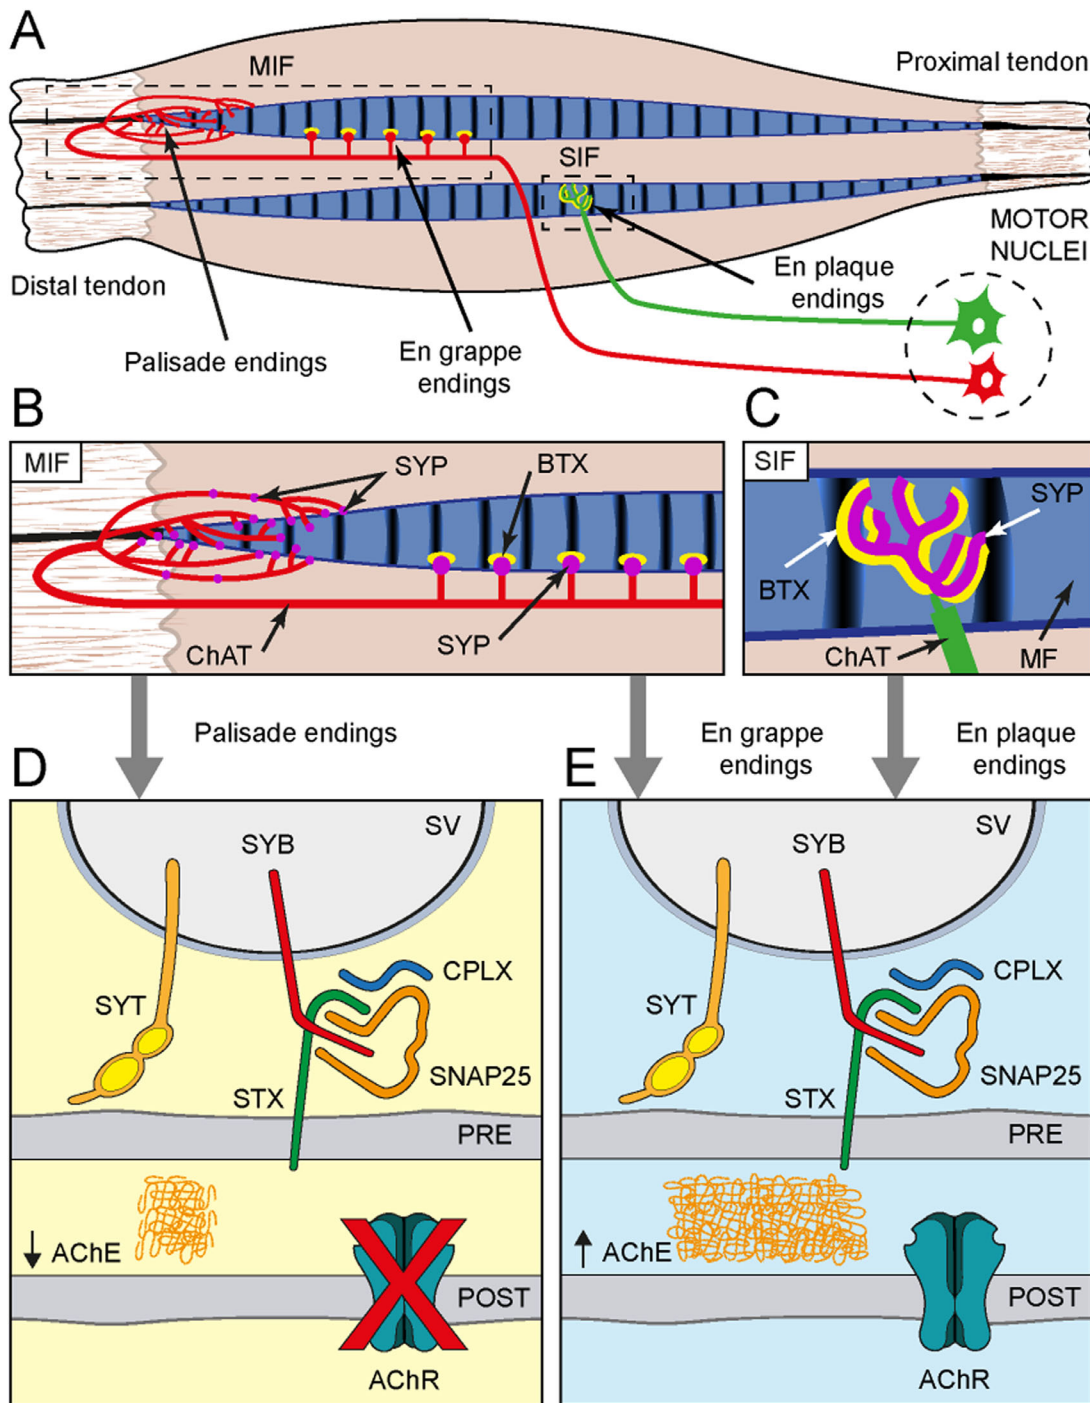 A
MIF
Proximal tendon
SIF
MOTOR
NUCLEI
En plaque
endings
Distal tendon
Palisade endings
En grappe
endings
B
MIF
SYP
BTX
ChAT
SYP
C
SIF
SYP
BTX
ChAT
MF
Palisade endings
En grappe
endings
En plaque
endings
D
SV
SYB
CPLX
SYT
SNAP25
STX
PRE
↓ AChE
POST
AChR
E
SV
SYB
CPLX
SYT
SNAP25
STX
PRE
↑ AChE
POST
AChR